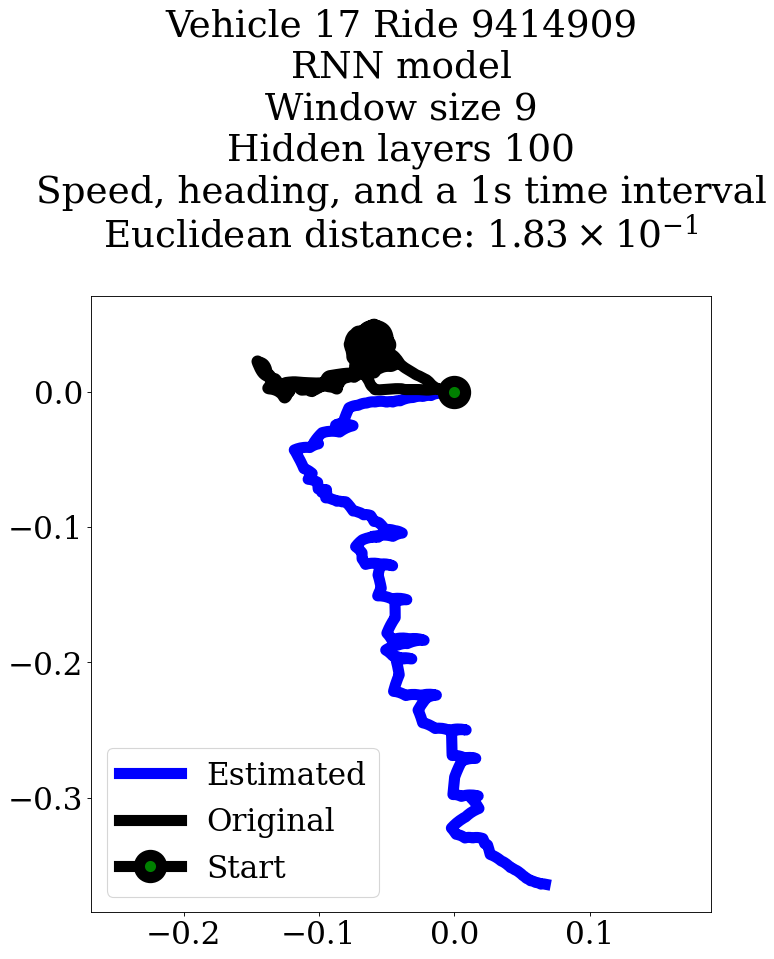 Vehicle 17 Ride 9414909
RNN model
Window size 9
Hidden layers 100
Speed, heading, and a 1s time interval
Euclidean distance: 1.83 × 10⁻¹
0.0
−0.1
−0.2
−0.3
Estimated
Original
Start
−0.2 −0.1 0.0 0.1